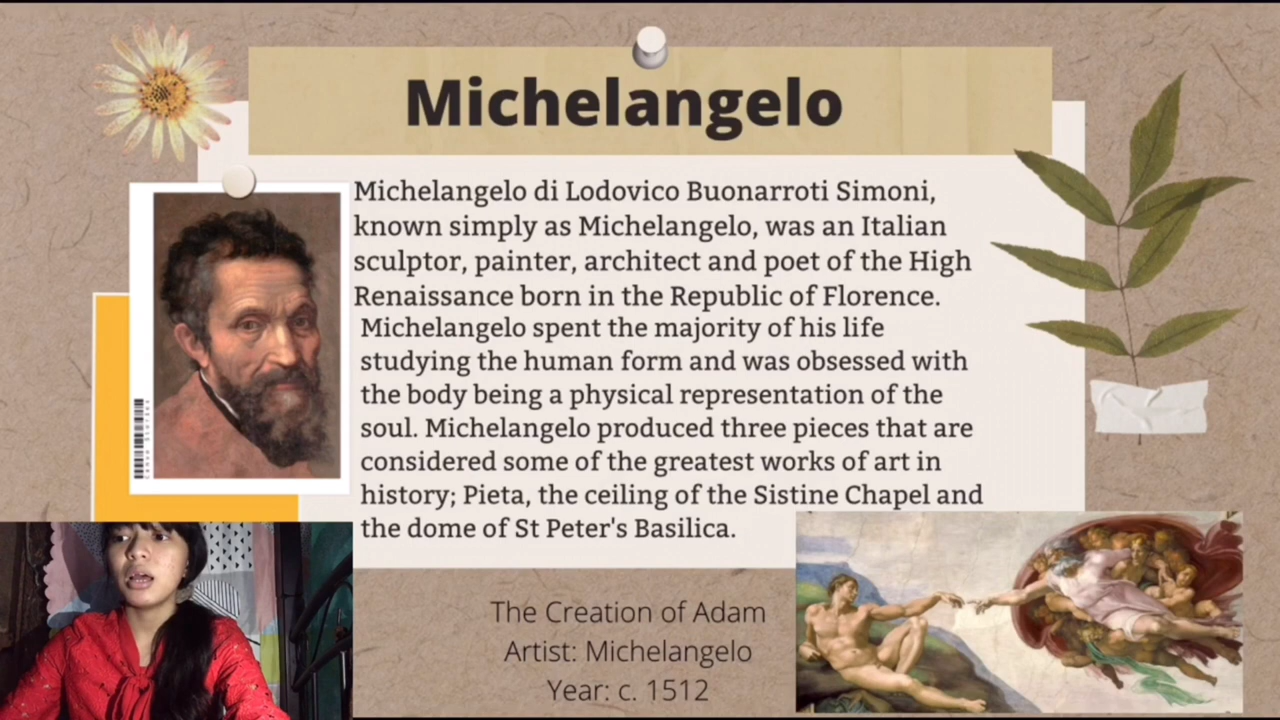 Michelangelo
Michelangelo di Lodovico Buonarroti Simoni,
known simply as Michelangelo, was an Italian
sculptor, painter, architect and poet of the High
Renaissance born in the Republic of Florence.
Michelangelo spent the majority of his life
studying the human form and was obsessed with
the body being a physical representation of the
soul. Michelangelo produced three pieces that are
considered some of the greatest works of art in
history; Pieta, the ceiling of the Sistine Chapel and
the dome of St Peter's Basilica.
The Creation of Adam
Artist: Michelangelo
Year: c. 1512